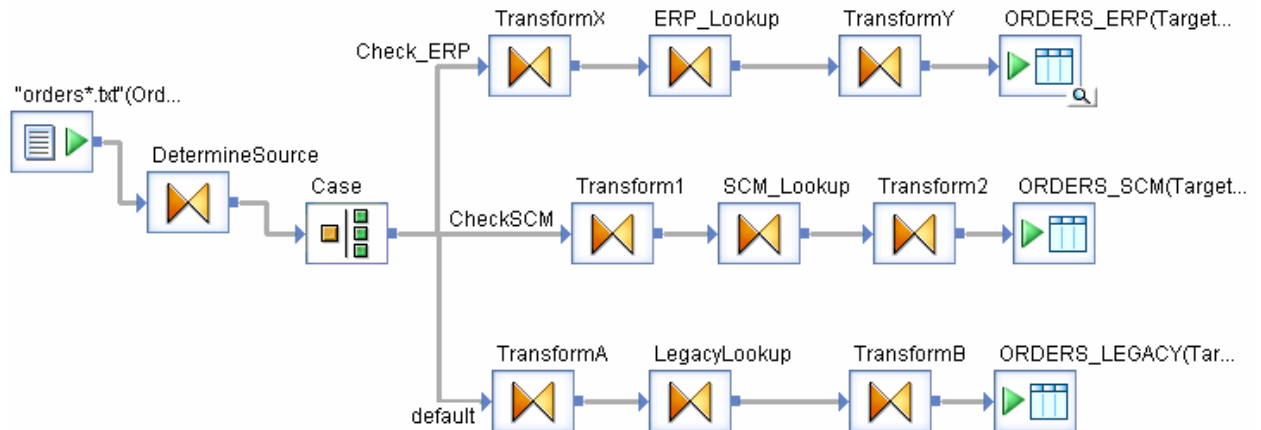 TransformX
ERP_Lookup
TransformY
ORDERS_ERP(Target...
Check_ERP
"orders*.txt"(Ord...
DetermineSource
Case
Transform1
SCM_Lookup
Transform2
ORDERS_SCM(Target...
CheckSCM
TransformA
LegacyLookup
TransformB
ORDERS_LEGACY(Tar...
default